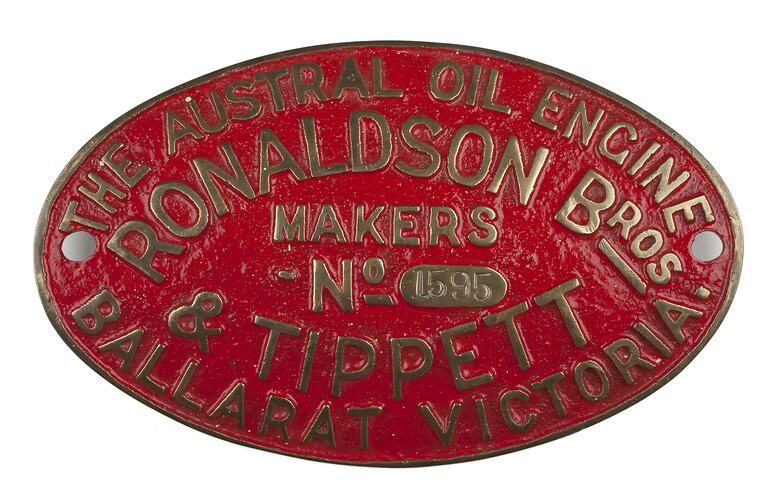 THE AUSTRAL OIL ENGINE
RONALDSON BROS
MAKERS
No 1595
& TIPPETT
BALLARAT VICTORIA.